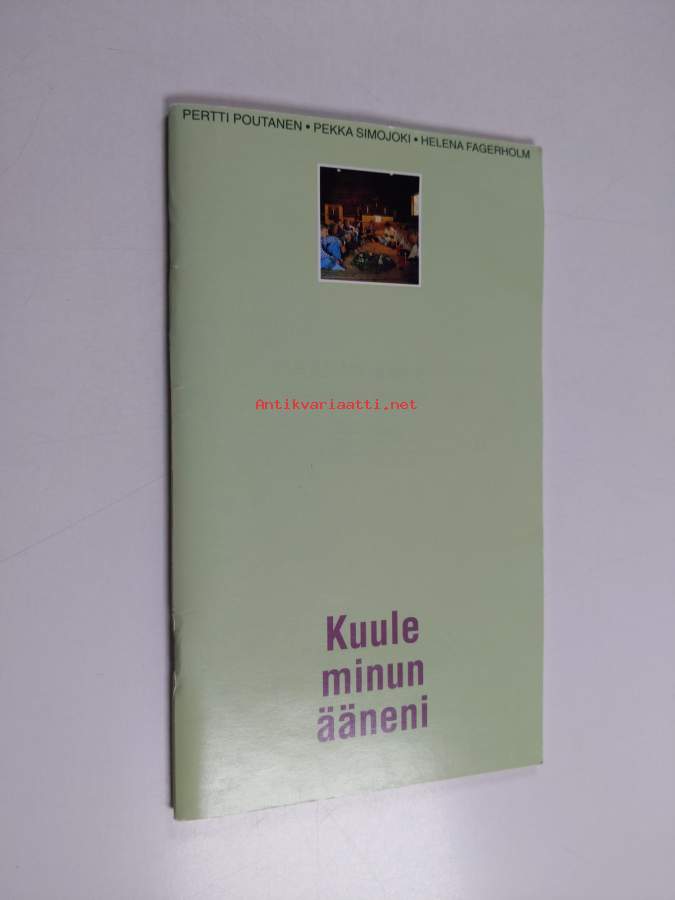 PERTTI POUTANEN • PEKKA SIMOJOKI • HELENA FAGERHOLM
Antikvariaatti.net
Kuule
minun
ääneni